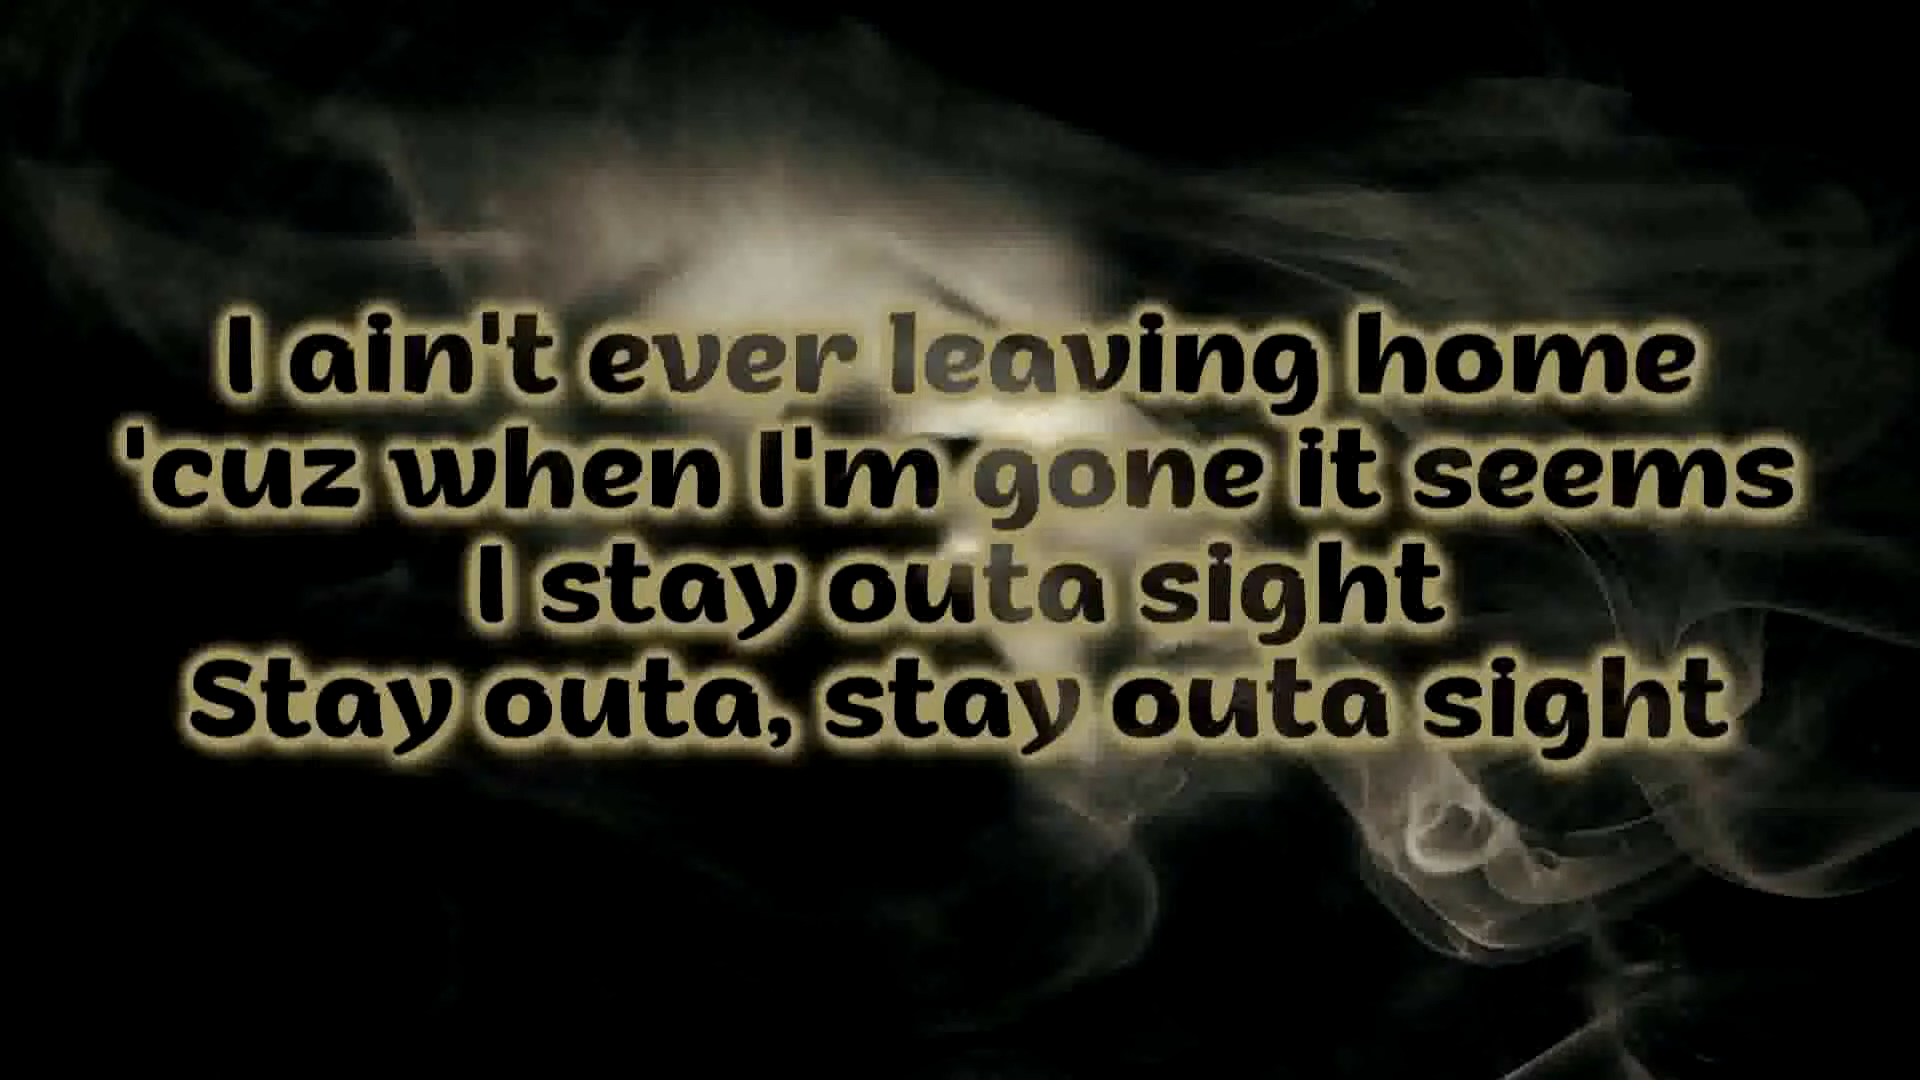 I ain't ever leaving home
'cuz when I'm gone it seems
I stay outa sight
Stay outa, stay outa sight